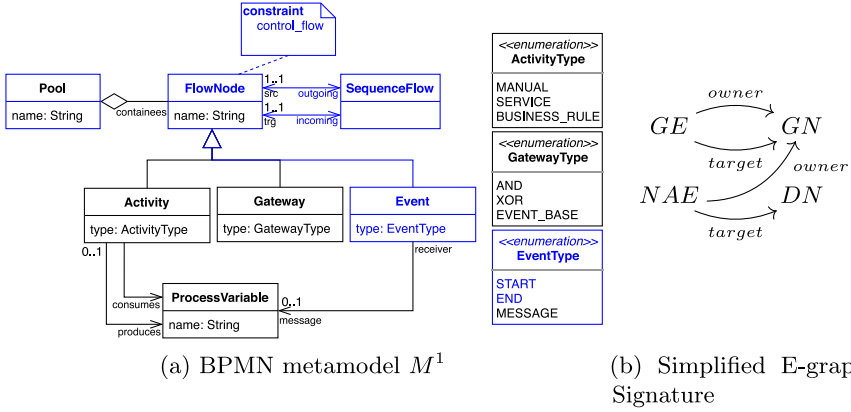 constraint
control_flow
Pool
name: String
containees
FlowNode
name: String
1..1
src
outgoing
1..1
trg
incoming
SequenceFlow
Activity
type: ActivityType
Gateway
type: GatewayType
Event
type: EventType
0..1
consumes
produces
ProcessVariable
name: String
receiver
0..1
message
<<enumeration>>
ActivityType
MANUAL
SERVICE
BUSINESS_RULE
<<enumeration>>
GatewayType
AND
XOR
EVENT_BASE
<<enumeration>>
EventType
START
END
MESSAGE
(a) BPMN metamodel M¹
owner
GE GN
target
owner
NAE DN
target
(b) Simplified E-grap
Signature